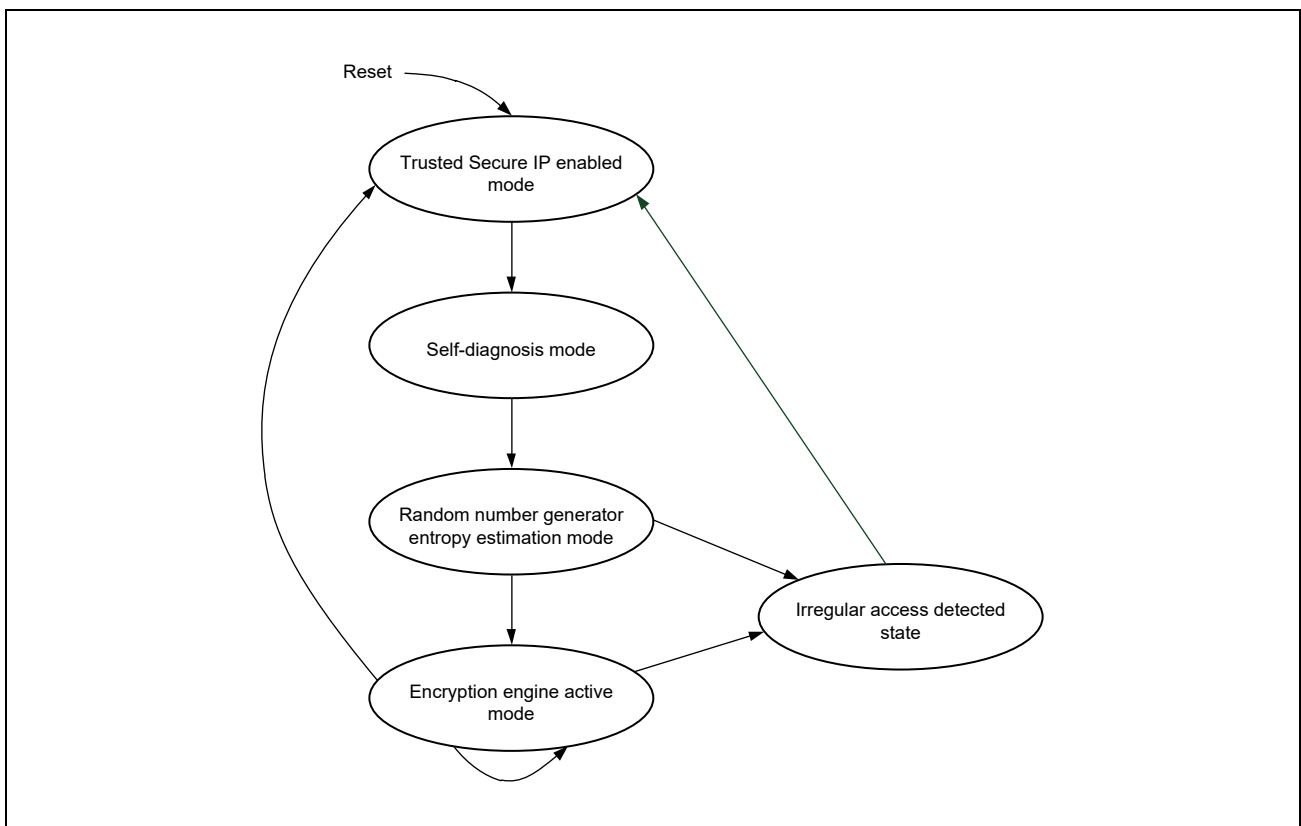 Reset
Trusted Secure IP enabled
mode
Self-diagnosis mode
Random number generator
entropy estimation mode
Irregular access detected
state
Encryption engine active
mode